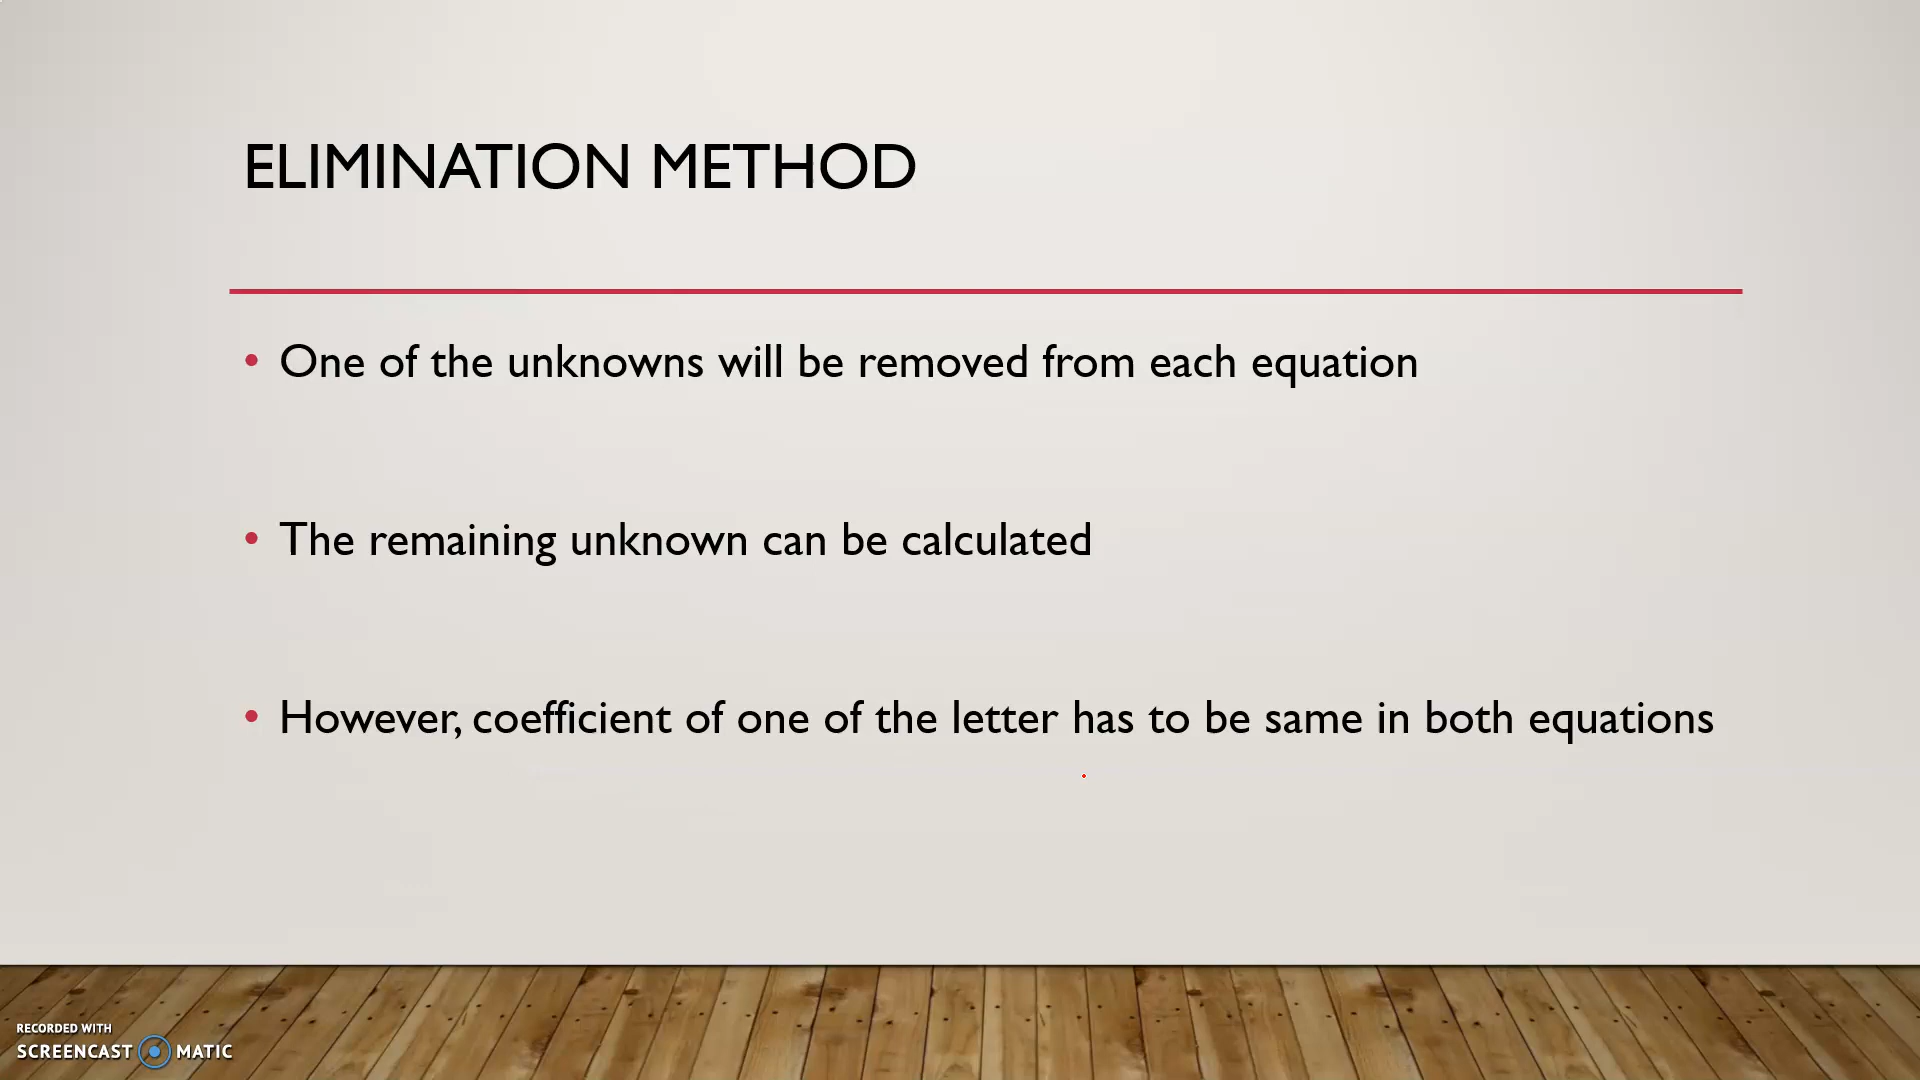 ELIMINATION METHOD
• One of the unknowns will be removed from each equation
• The remaining unknown can be calculated
• However, coefficient of one of the letter has to be same in both equations
RECORDED WITH
SCREENCAST MATIC